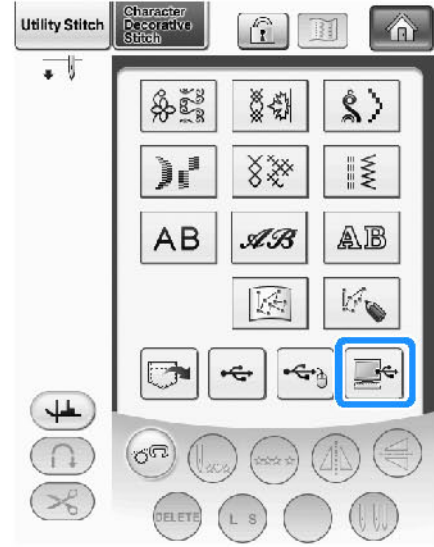 Utility Stitch
Character
Decorative
Stitch
AB
AB
AB
DELETE
L S